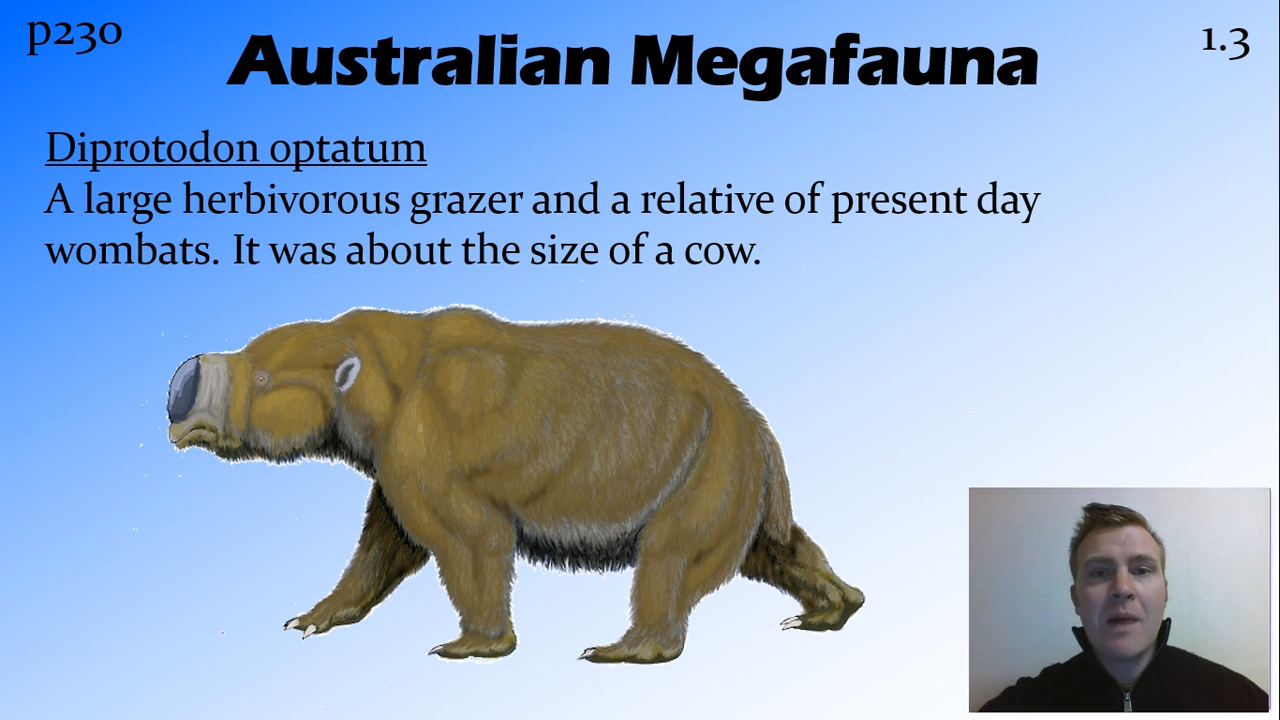 p230
Australian Megafauna
1.3
Diprotodon optatum
A large herbivorous grazer and a relative of present day
wombats. It was about the size of a cow.